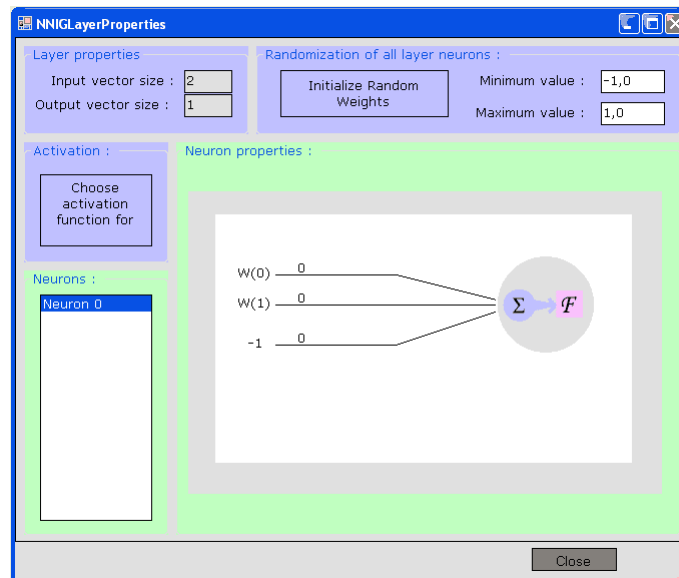 NNIGLayerProperties
Layer properties
Input vector size : 2
Output vector size : 1
Randomization of all layer neurons :
Initialize Random
Weights
Minimum value : -1,0
Maximum value : 1,0
Activation :
Choose
activation
function for
Neurons :
Neuron 0
Neuron properties :
W(0) 0
W(1) 0
-1 0
Σ ℱ
Close